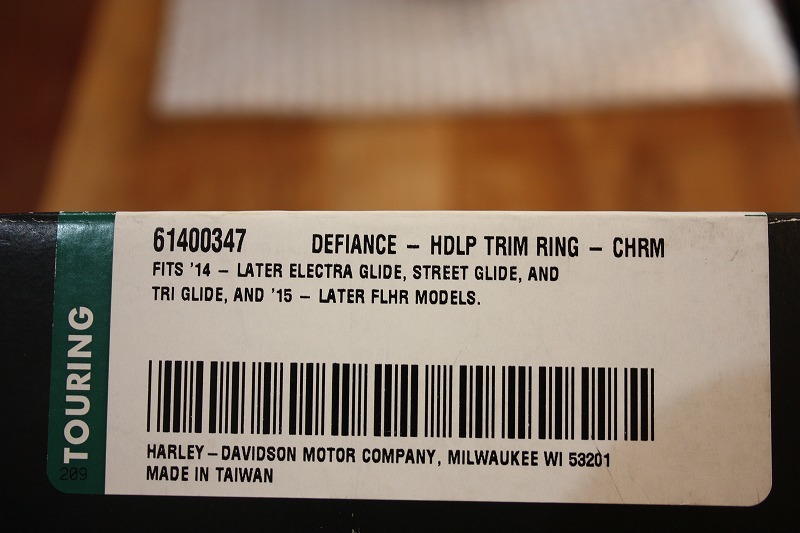 61400347 DEFIANCE – HDLP TRIM RING – CHRM
FITS '14 – LATER ELECTRA GLIDE, STREET GLIDE, AND
TRI GLIDE, AND '15 – LATER FLHR MODELS.
HARLEY–DAVIDSON MOTOR COMPANY, MILWAUKEE WI 53201
MADE IN TAIWAN
TOURING
209